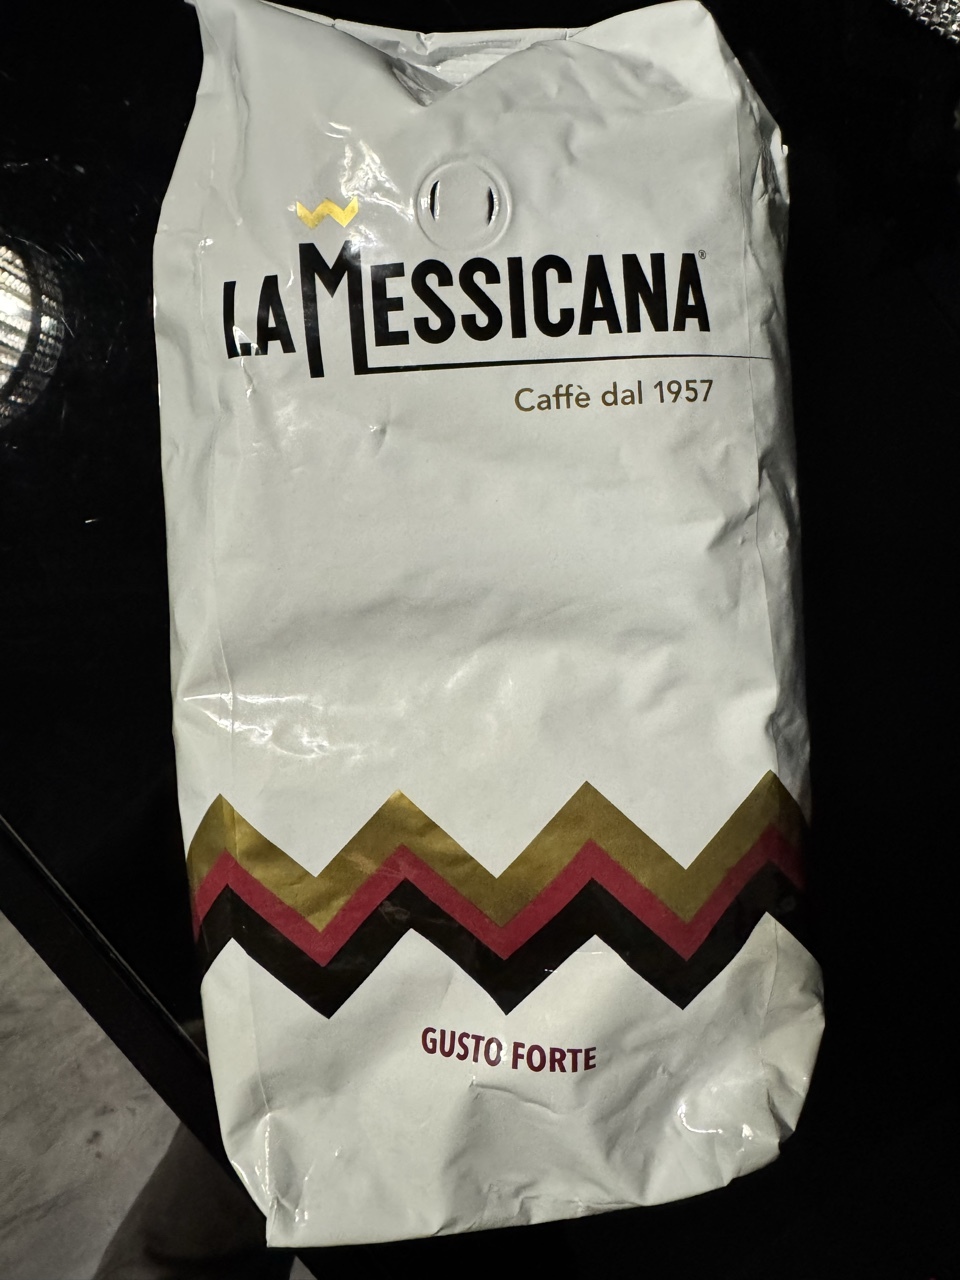 LA MESSICANA®
Caffè dal 1957
GUSTO FORTE